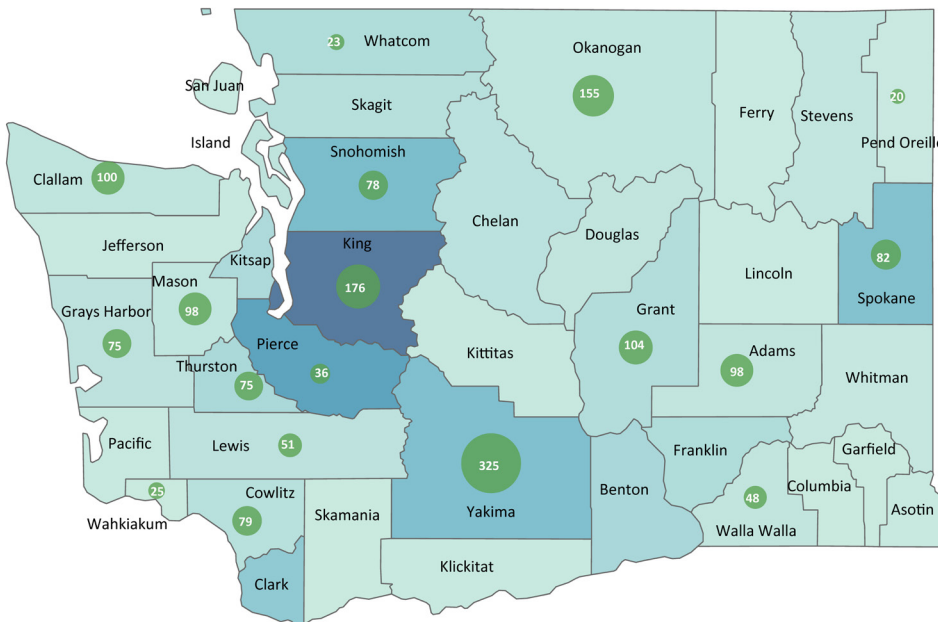 Whatcom
23
Okanogan
155
San Juan
Skagit
Ferry
Stevens
20
Pend Oreille
Island
Snohomish
78
Clallam
100
Chelan
Douglas
Jefferson
Kitsap
King
176
Lincoln
82
Spokane
Mason
98
Grays Harbor
75
Grant
104
Pierce
36
Kittitas
Adams
98
Thurston
75
Whitman
Pacific
Lewis
51
Yakima
325
Franklin
Garfield
25
Wahkiakum
Cowlitz
79
Skamania
Benton
48
Walla Walla
Columbia
Asotin
Clark
Klickitat